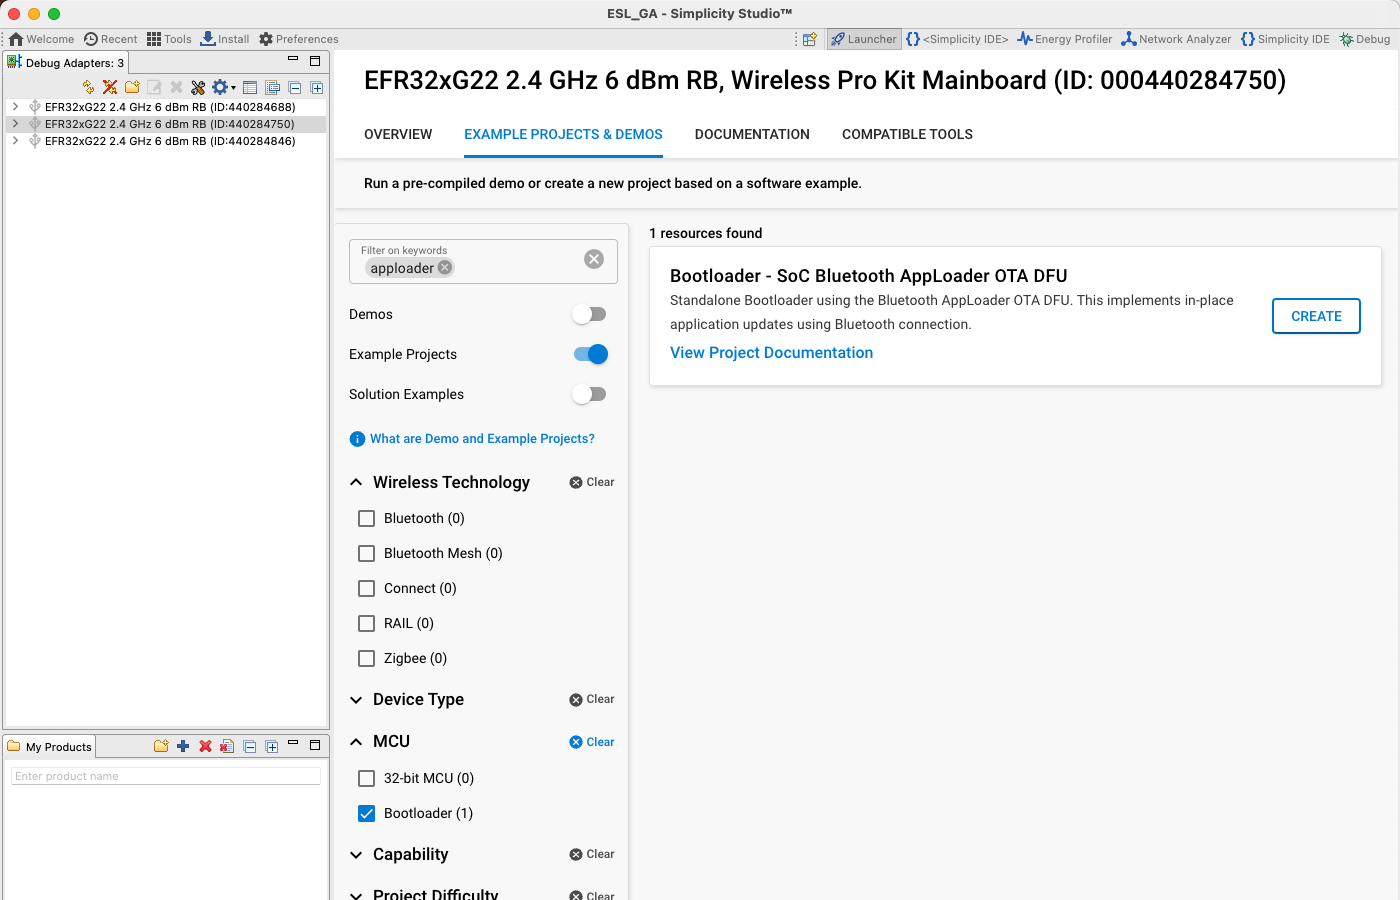 ESL_GA - Simplicity Studio™
Welcome Recent Tools Install Preferences Launcher <Simplicity IDE> Energy Profiler Network Analyzer Simplicity IDE Debug
Debug Adapters: 3
EFR32xG22 2.4 GHz 6 dBm RB (ID:440284688)
EFR32xG22 2.4 GHz 6 dBm RB (ID:440284750)
EFR32xG22 2.4 GHz 6 dBm RB (ID:440284846)
My Products
Enter product name
EFR32xG22 2.4 GHz 6 dBm RB, Wireless Pro Kit Mainboard (ID: 000440284750)
OVERVIEW EXAMPLE PROJECTS & DEMOS DOCUMENTATION COMPATIBLE TOOLS
Run a pre-compiled demo or create a new project based on a software example.
Filter on keywords
apploader
Demos
Example Projects
Solution Examples
What are Demo and Example Projects?
Wireless Technology Clear
Bluetooth (0)
Bluetooth Mesh (0)
Connect (0)
RAIL (0)
Zigbee (0)
Device Type Clear
MCU Clear
32-bit MCU (0)
Bootloader (1)
Capability Clear
Project Difficulty Clear
1 resources found
Bootloader - SoC Bluetooth AppLoader OTA DFU
Standalone Bootloader using the Bluetooth AppLoader OTA DFU. This implements in-place
application updates using Bluetooth connection.
View Project Documentation
CREATE